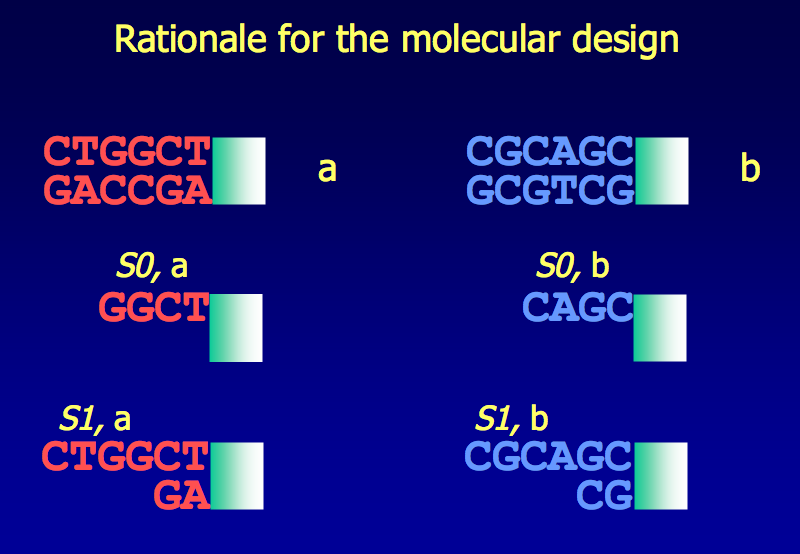 Rationale for the molecular design
CTGGCT
GACCGA
a
CGCAGC
GCGTCG
b
S0, a
GGCT
S0, b
CAGC
S1, a
CTGGCT
GA
S1, b
CGCAGC
CG